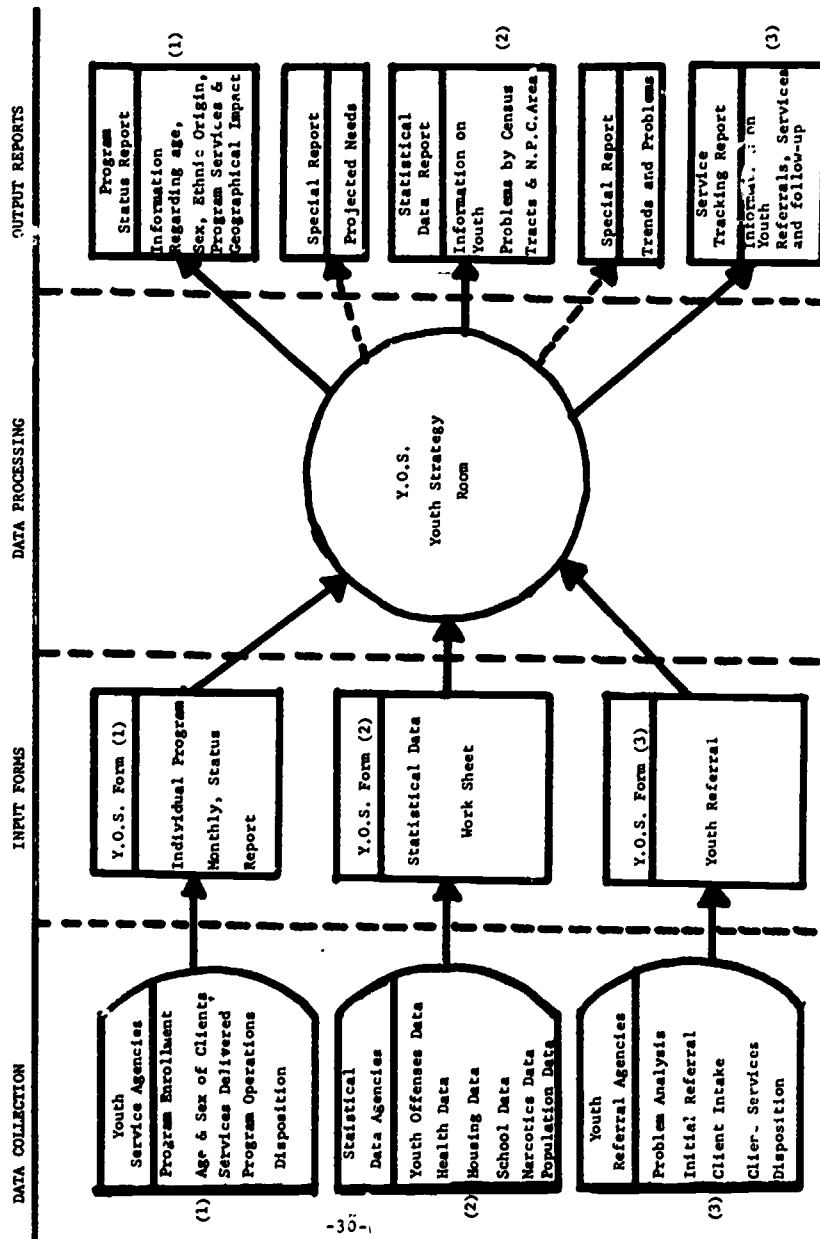 DATA COLLECTION
INPUT FORMS
DATA PROCESSING
OUTPUT REPORTS
Youth
Service Agencies
Program Enrollment
Age & Sex of Clients
Services Delivered
Program Operations
Disposition
(1)
Staistical
Data Agencies
Youth Offenses Data
Health Data
Housing Data
School Data
Narcotics Data
Population Data
(2)
Youth
Referral Agencies
Problem Analysis
Initial Referral
Client Intake
Services
Disposition
(3)
Y.O.S. Form (1)
Individual Program
Monthly, Status
Report
Y.O.S. Form (2)
Statistical Data
Work Sheet
Y.O.S. Form (3)
Youth Referral
Y.O.S.
Youth Strategy
Room
Program
Status Report
Information
Regarding age,
Sex, Ethnic Origin,
Program Services &
Geographical Impact
(1)
Special Report
Projected Needs
Statistical
Data Report
Information on
Youth
Problems by Census
Tracts & N.P.C.Area
(2)
Special Report
Trends and Problems
Service
Tracking Report
on
Youth
Referrals, Services
and follow-up
(3)